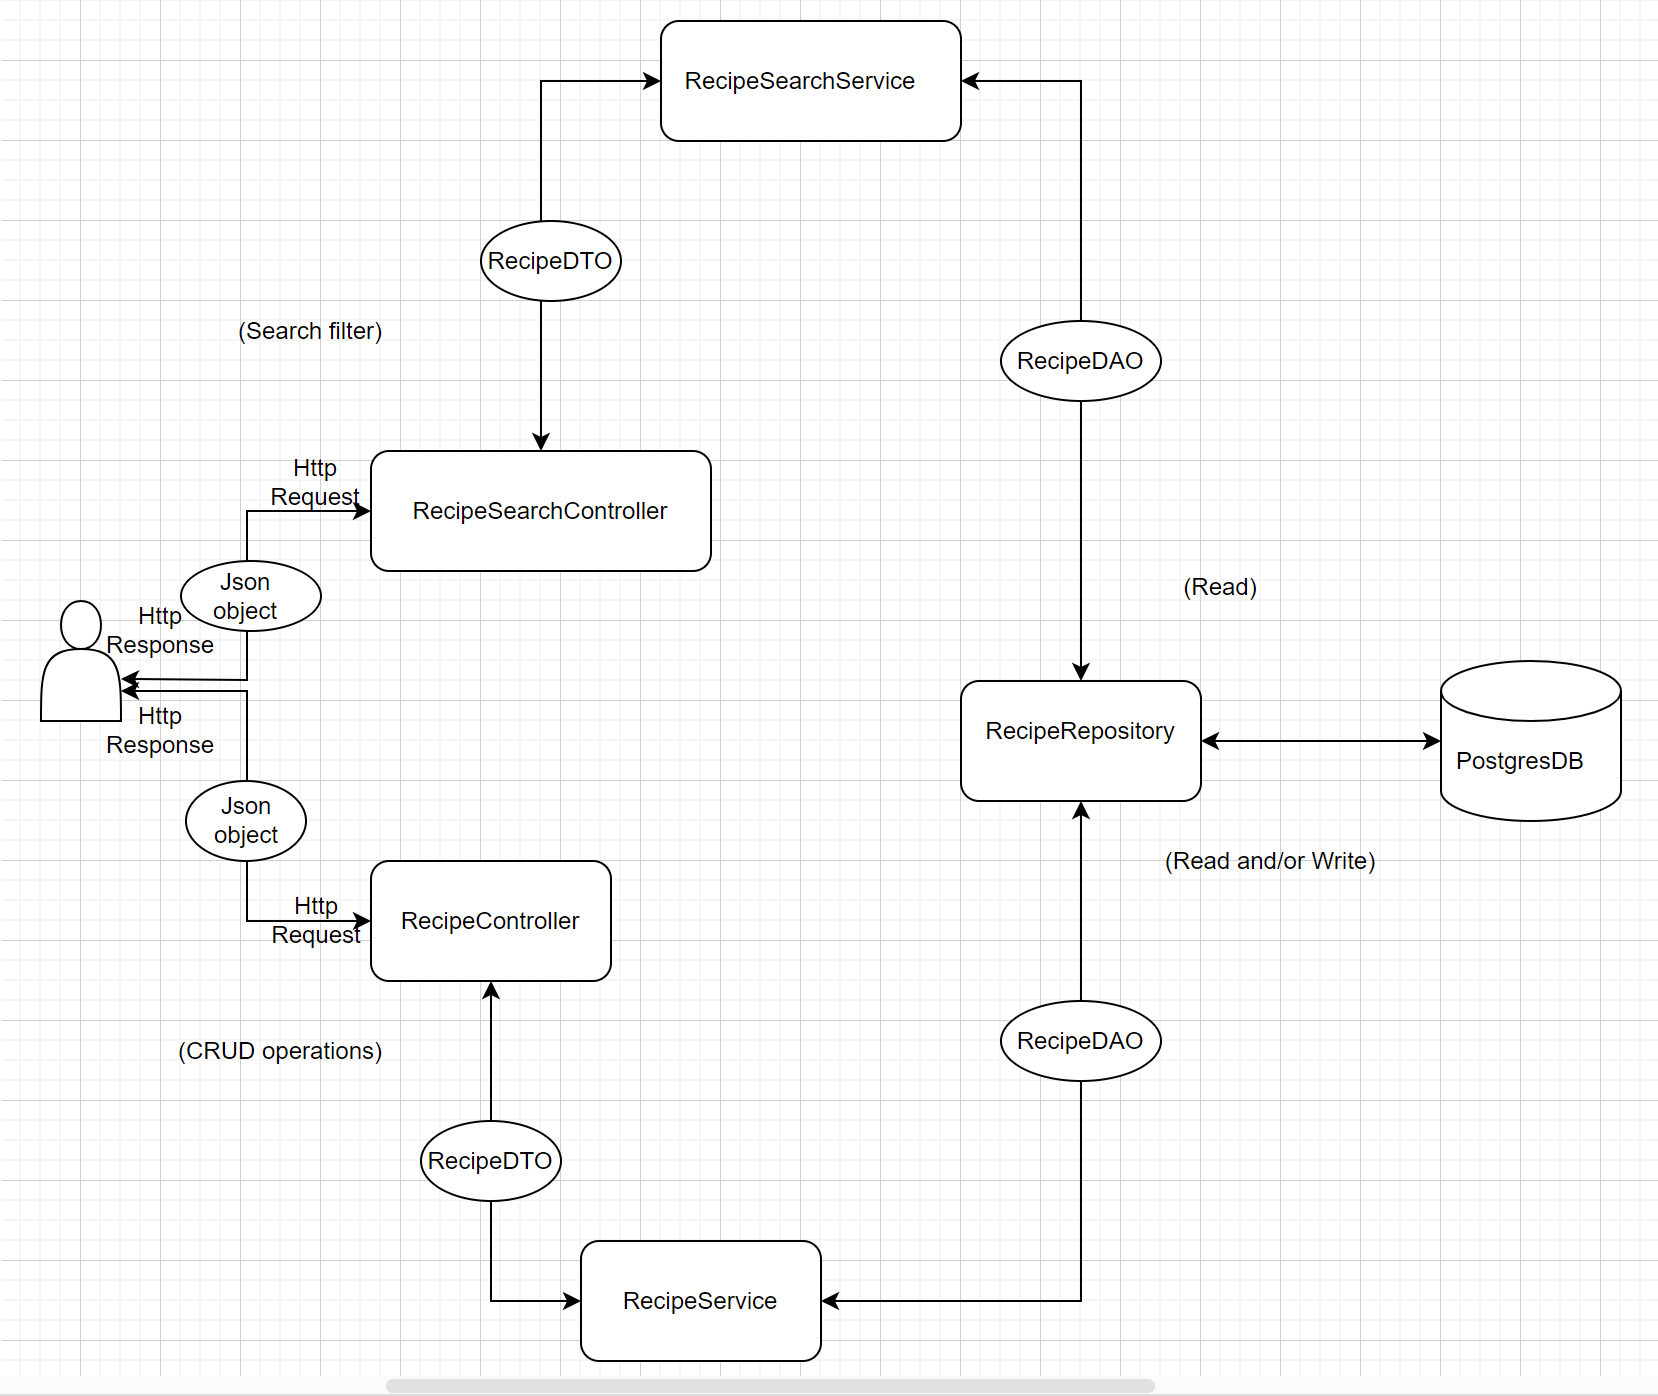 RecipeSearchService
RecipeDTO
(Search filter)
RecipeDAO
Http
Request
RecipeSearchController
Json
object
Http
Response
(Read)
Http
Response
RecipeRepository
PostgresDB
Json
object
(Read and/or Write)
Http
Request
RecipeController
(CRUD operations)
RecipeDAO
RecipeDTO
RecipeService